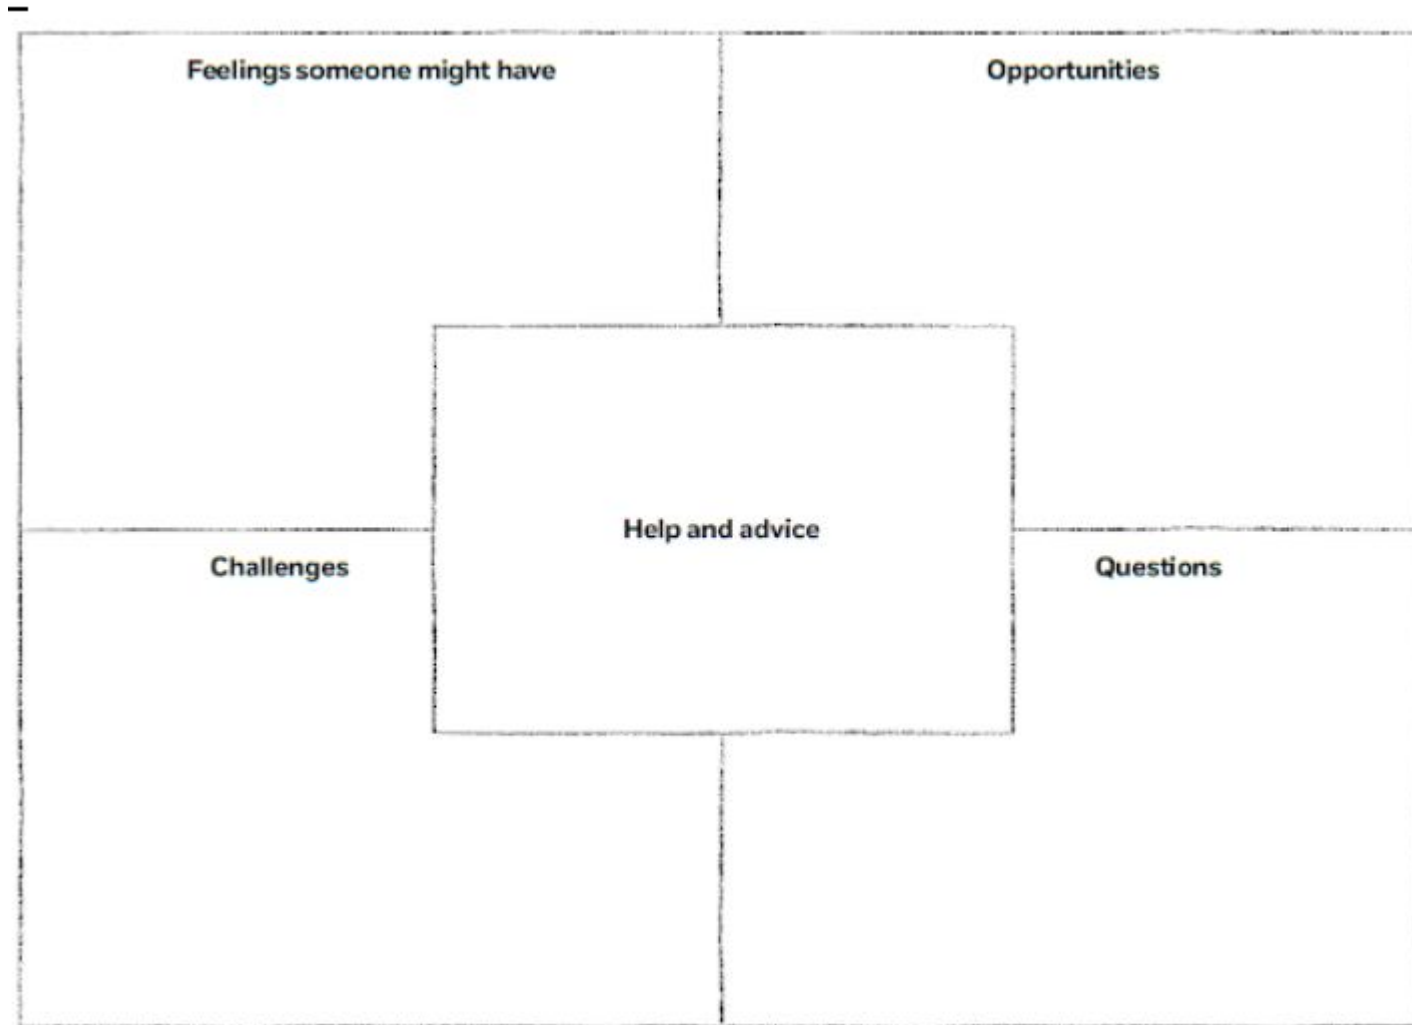 Feelings someone might have
Opportunities
Help and advice
Challenges
Questions